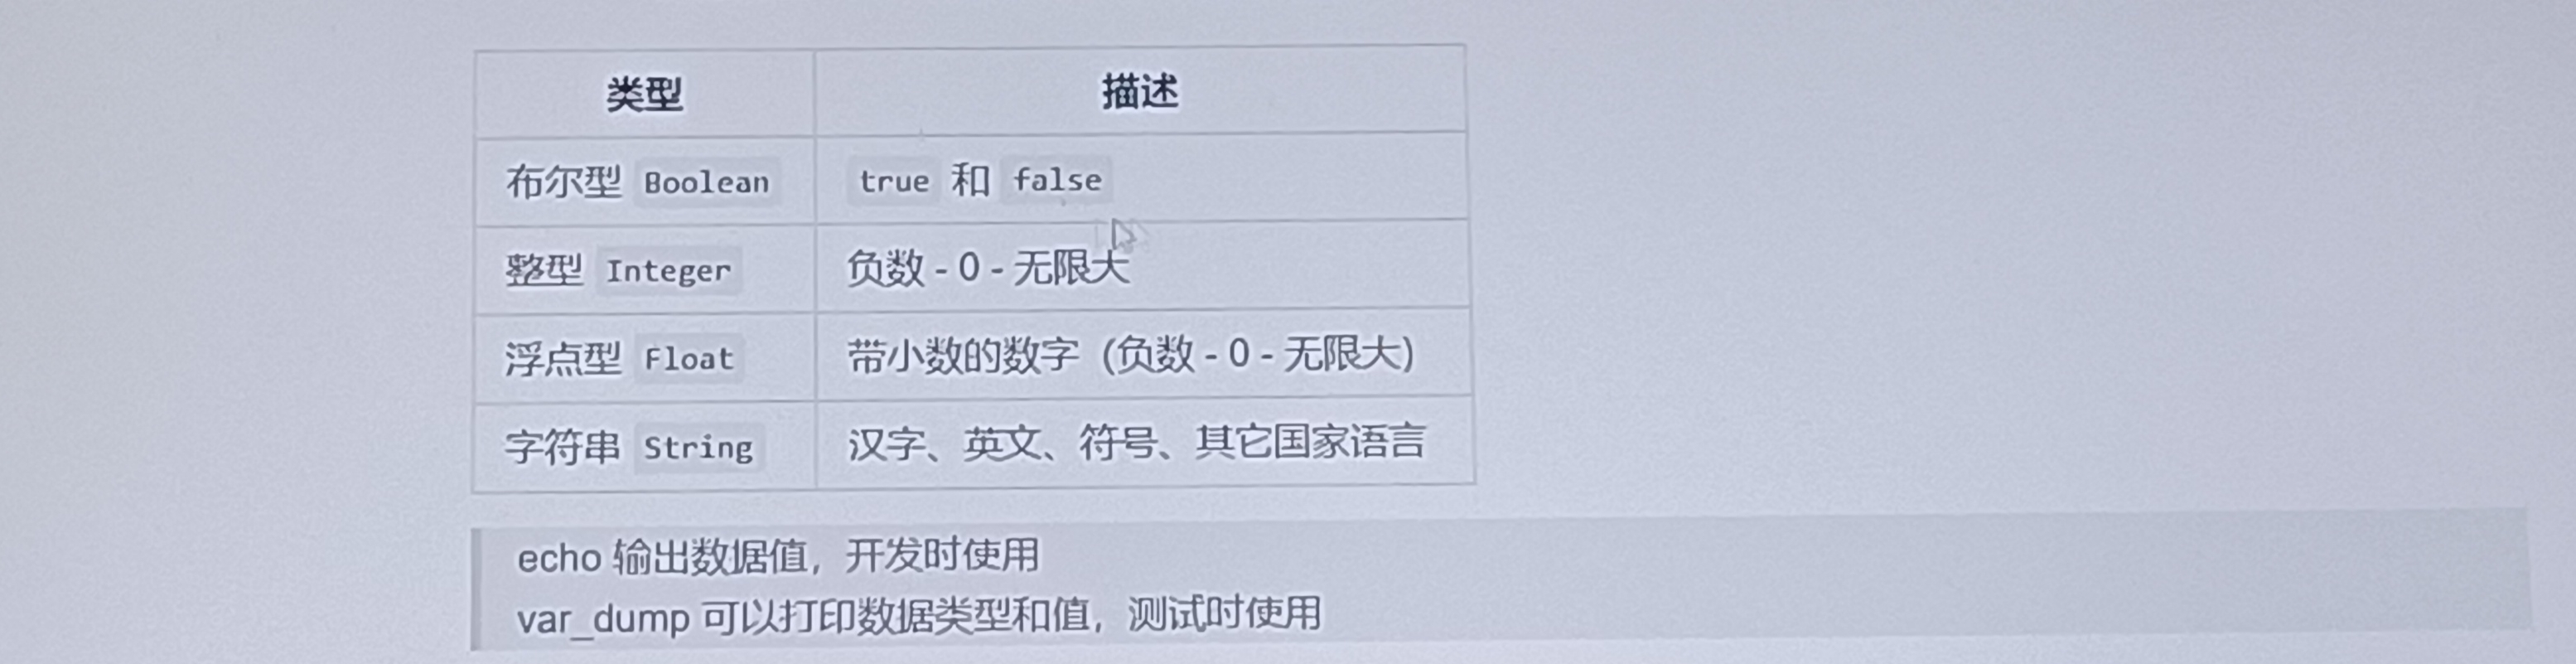 类型 描述
布尔型 Boolean true 和 false
整型 Integer 负数 - 0 - 无限大
浮点型 Float 带小数的数字（负数 - 0 - 无限大）
字符串 String 汉字、英文、符号、其它国家语言
echo 输出数据值，开发时使用
var_dump 可以打印数据类型和值，测试时使用